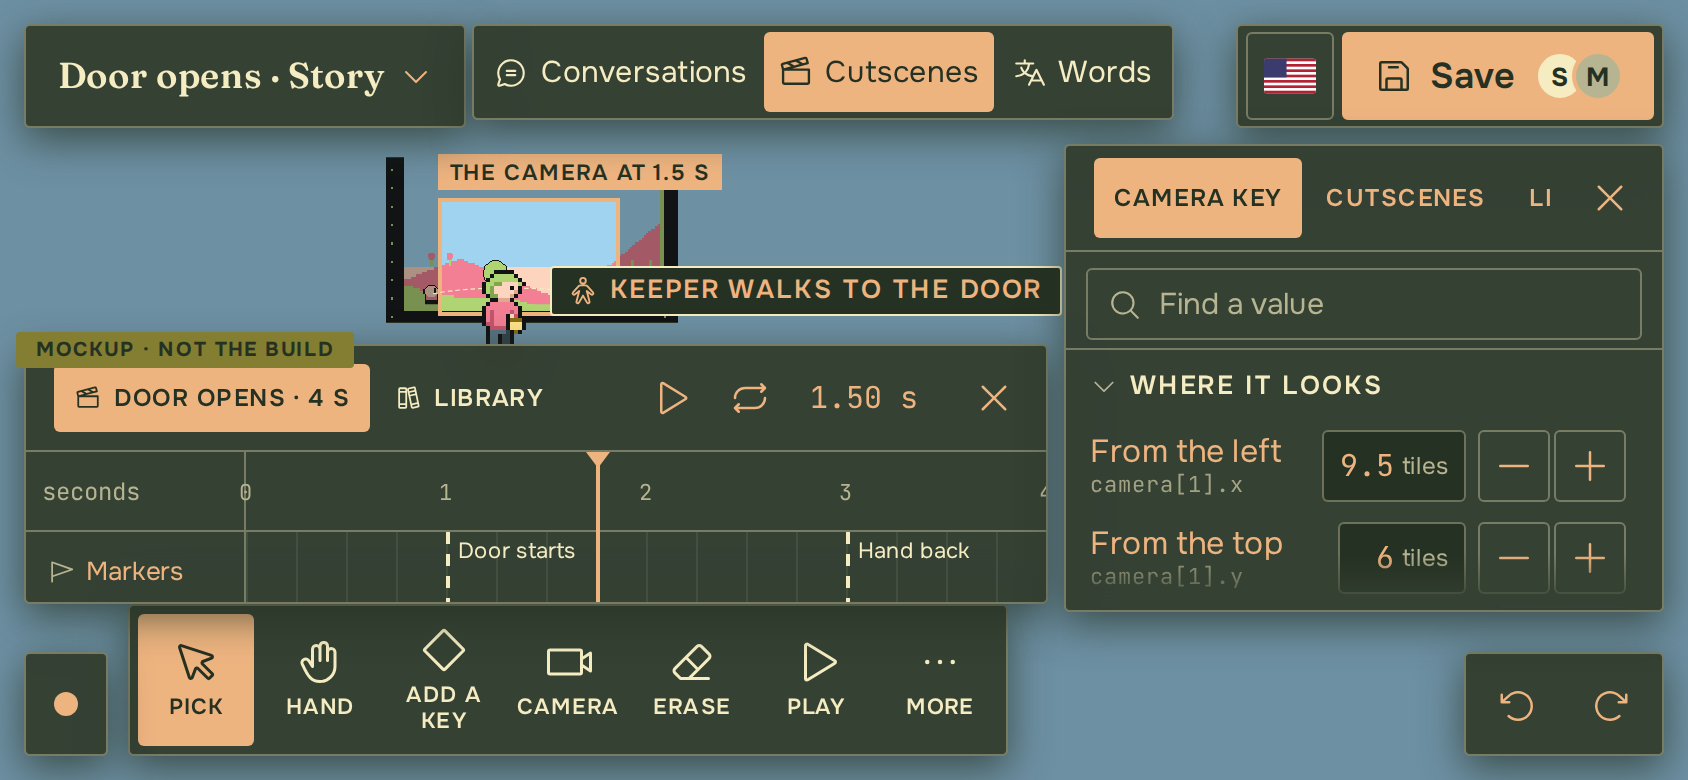 Door opens · Story
Conversations
Cutscenes
Words
Save
S
M
THE CAMERA AT 1.5 S
KEEPER WALKS TO THE DOOR
CAMERA KEY
CUTSCENES
LI
Find a value
MOCKUP · NOT THE BUILD
DOOR OPENS · 4 S
LIBRARY
1.50 s
WHERE IT LOOKS
From the left
camera[1].x
9.5 tiles
From the top
camera[1].y
6 tiles
seconds
0
1
2
3
4
Markers
Door starts
Hand back
PICK
HAND
ADD A
KEY
CAMERA
ERASE
PLAY
MORE